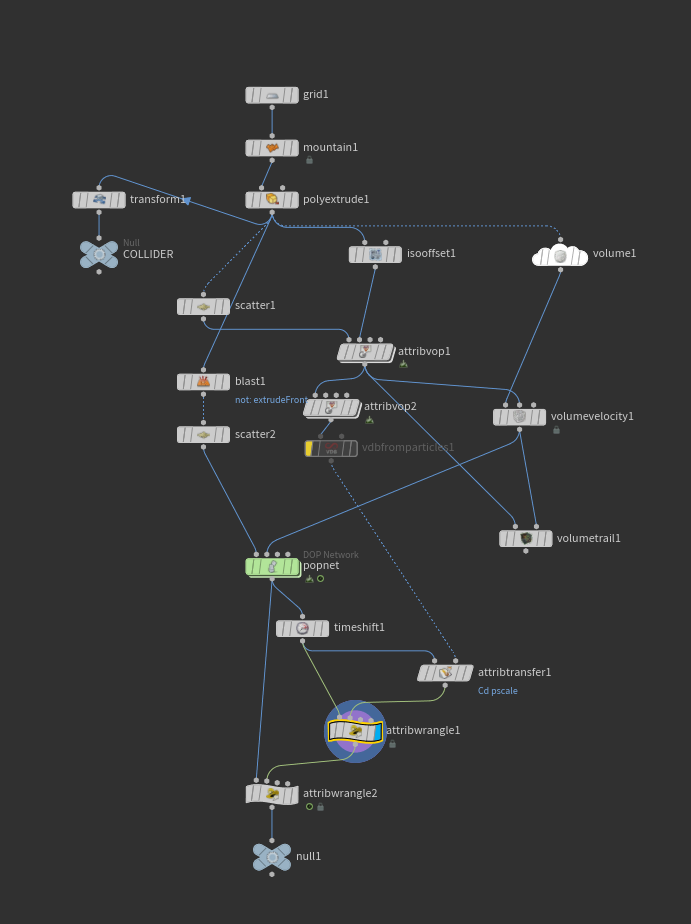 grid1
mountain1
transform1
polyextrude1
Null
COLLIDER
isooffset1
volume1
scatter1
attribvop1
blast1
not: extrudeFront
attribvop2
volumevelocity1
scatter2
vdbfromparticles1
volumetrail1
DOP Network
popnet
timeshift1
attribtransfer1
Cd pscale
attribwrangle1
attribwrangle2
null1